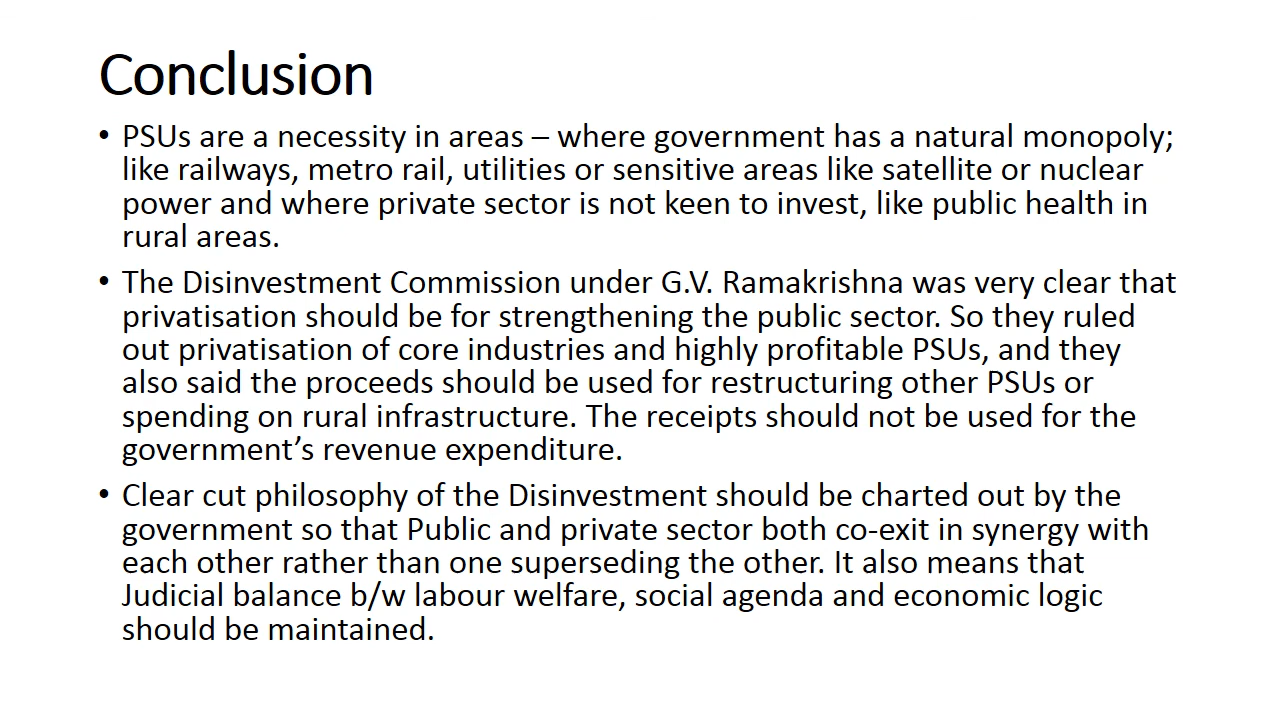 Conclusion
• PSUs are a necessity in areas – where government has a natural monopoly;
like railways, metro rail, utilities or sensitive areas like satellite or nuclear
power and where private sector is not keen to invest, like public health in
rural areas.
• The Disinvestment Commission under G.V. Ramakrishna was very clear that
privatisation should be for strengthening the public sector. So they ruled
out privatisation of core industries and highly profitable PSUs, and they
also said the proceeds should be used for restructuring other PSUs or
spending on rural infrastructure. The receipts should not be used for the
government’s revenue expenditure.
• Clear cut philosophy of the Disinvestment should be charted out by the
government so that Public and private sector both co-exit in synergy with
each other rather than one superseding the other. It also means that
Judicial balance b/w labour welfare, social agenda and economic logic
should be maintained.